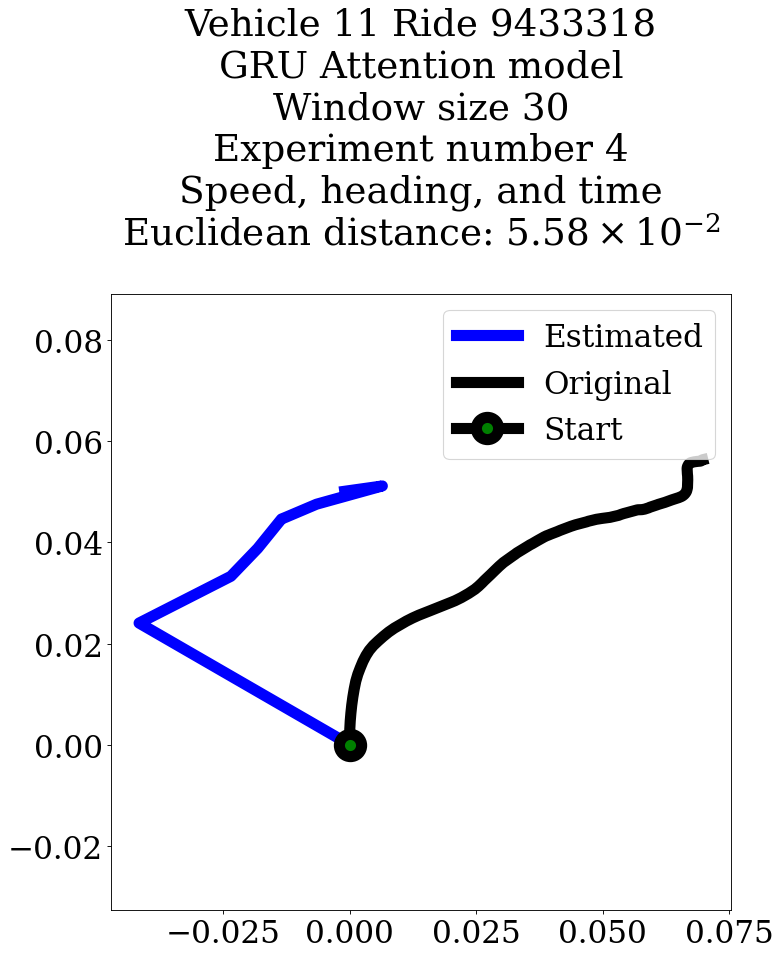 Vehicle 11 Ride 9433318
GRU Attention model
Window size 30
Experiment number 4
Speed, heading, and time
Euclidean distance: 5.58 × 10⁻²
Estimated
Original
Start
0.08
0.06
0.04
0.02
0.00
−0.02
−0.025 0.000 0.025 0.050 0.075